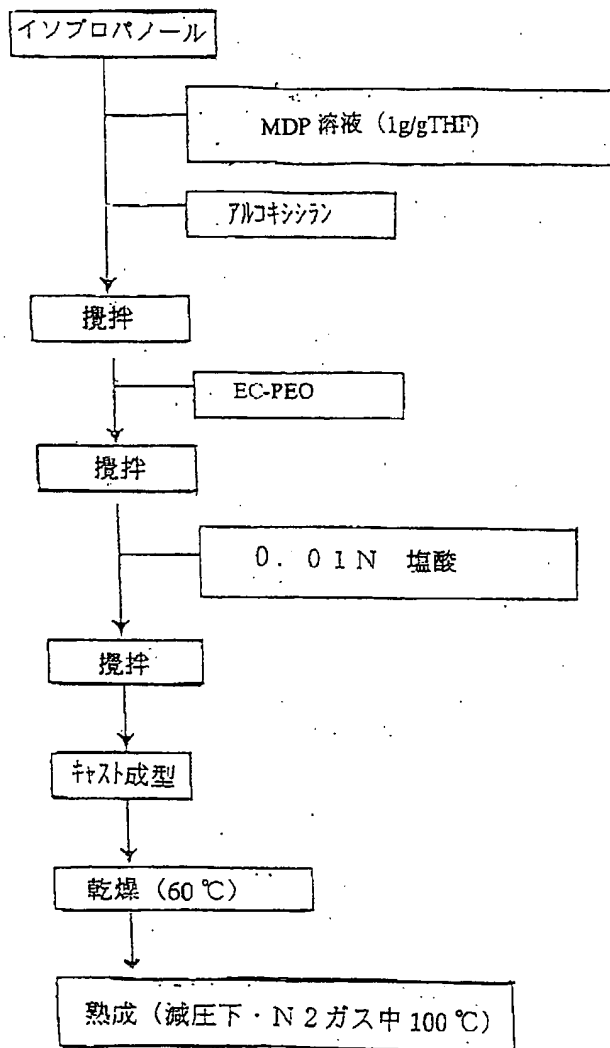 イソプロパノール
MDP 溶液（1g/gTHF)
アルコキシシラン
攪拌
EC-PEO
攪拌
0．01N 塩酸
攪拌
キャスト成型
乾燥（60 ℃）
熟成（減圧下・N2ガス中 100 ℃）